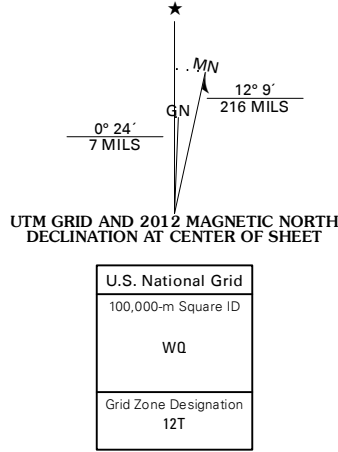 ★
MN
GN
12° 9´
216 MILS
0° 24´
7 MILS
UTM GRID AND 2012 MAGNETIC NORTH
DECLINATION AT CENTER OF SHEET
U.S. National Grid
100,000-m Square ID
WQ
Grid Zone Designation
12T